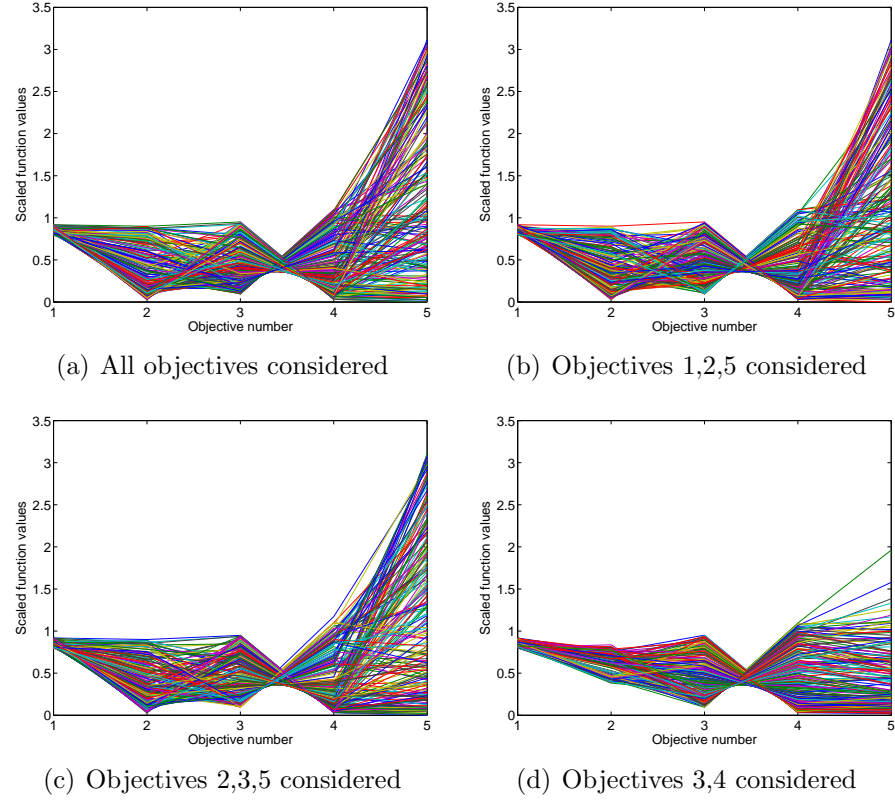 3.5
3
2.5
2
1.5
1
0.5
0
Scaled function values
1 2 3 4 5
Objective number
(a) All objectives considered
3.5
3
2.5
2
1.5
1
0.5
0
Scaled function values
1 2 3 4 5
Objective number
(b) Objectives 1,2,5 considered
3.5
3
2.5
2
1.5
1
0.5
0
Scaled function values
1 2 3 4 5
Objective number
(c) Objectives 2,3,5 considered
3.5
3
2.5
2
1.5
1
0.5
0
Scaled function values
1 2 3 4 5
Objective number
(d) Objectives 3,4 considered